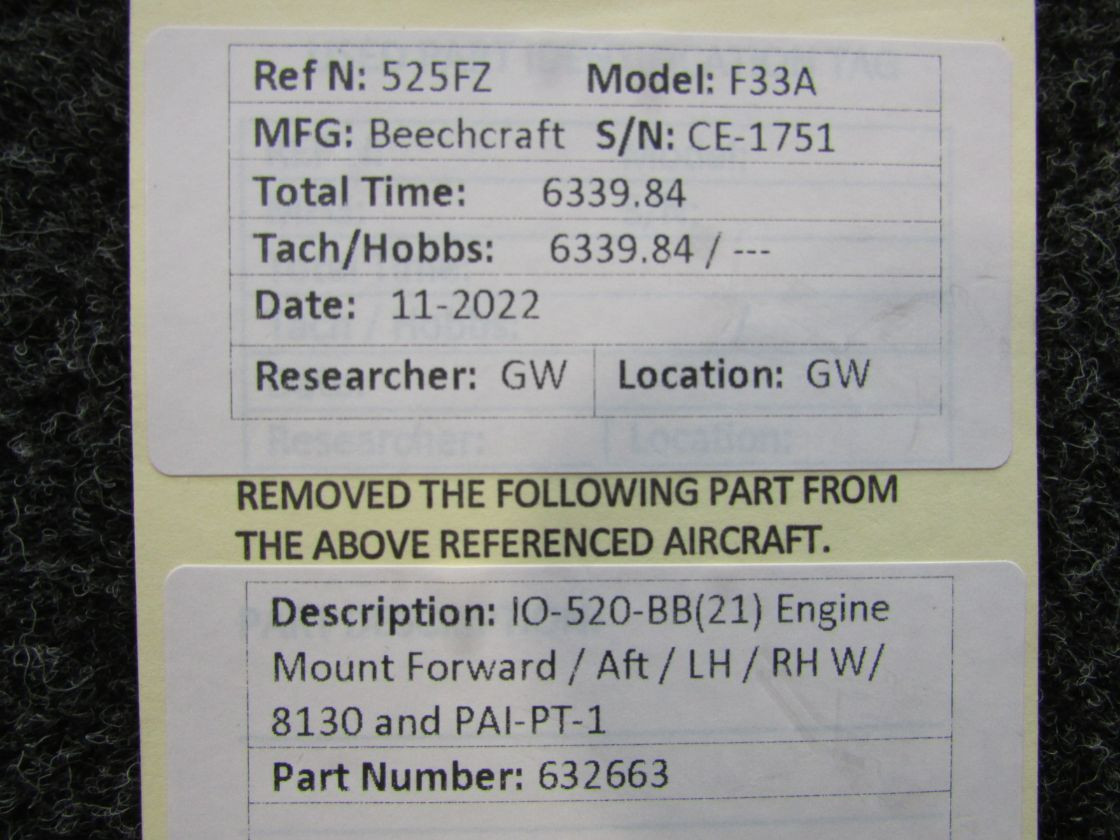 Ref N: 525FZ Model: F33A
MFG: Beechcraft S/N: CE-1751
Total Time: 6339.84
Tach/Hobbs: 6339.84 / ---
Date: 11-2022
Researcher: GW Location: GW
REMOVED THE FOLLOWING PART FROM
THE ABOVE REFERENCED AIRCRAFT.
Description: IO-520-BB(21) Engine
Mount Forward / Aft / LH / RH W/
8130 and PAI-PT-1
Part Number: 632663